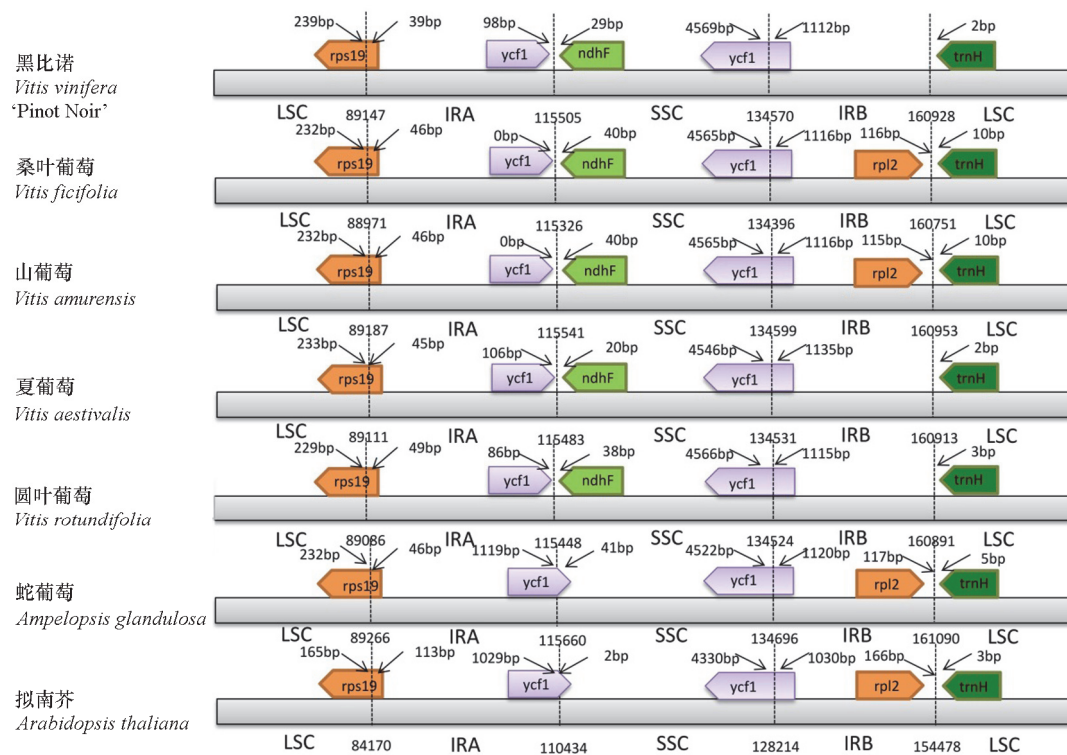 239bp 39bp 98bp 29bp 4569bp 1112bp 2bp
黑比诺 rps19 ycf1 ndhF ycf1 trnH
Vitis vinifera
‘Pinot Noir’
LSC 89147 IRA 115505 SSC 134570 IRB 160928 LSC
232bp 46bp 0bp 40bp 4565bp 1116bp 116bp 10bp
桑叶葡萄 rps19 ycf1 ndhF ycf1 rpl2 trnH
Vitis ficifolia
LSC 88971 IRA 115326 SSC 134396 IRB 160751 LSC
232bp 46bp 0bp 40bp 4565bp 1116bp 115bp 10bp
山葡萄 rps19 ycf1 ndhF ycf1 rpl2 trnH
Vitis amurensis
LSC 89187 IRA 115541 SSC 134599 IRB 160953 LSC
233bp 45bp 106bp 20bp 4546bp 1135bp 2bp
夏葡萄 rps19 ycf1 ndhF ycf1 trnH
Vitis aestivalis
LSC 89111 IRA 115483 SSC 134531 IRB 160913 LSC
229bp 49bp 86bp 38bp 4566bp 1115bp 3bp
圆叶葡萄 rps19 ycf1 ndhF ycf1 trnH
Vitis rotundifolia
LSC 89086 IRA 115448 SSC 134524 IRB 160891 LSC
232bp 46bp 1119bp 41bp 4522bp 1120bp 117bp 5bp
蛇葡萄 rps19 ycf1 ycf1 rpl2 trnH
Ampelopsis glandulosa
LSC 89266 IRA 115660 SSC 134696 IRB 161090 LSC
165bp 113bp 1029bp 2bp 4330bp 1030bp 166bp 3bp
拟南芥 rps19 ycf1 ycf1 rpl2 trnH
Arabidopsis thaliana
LSC 84170 IRA 110434 SSC 128214 IRB 154478 LSC